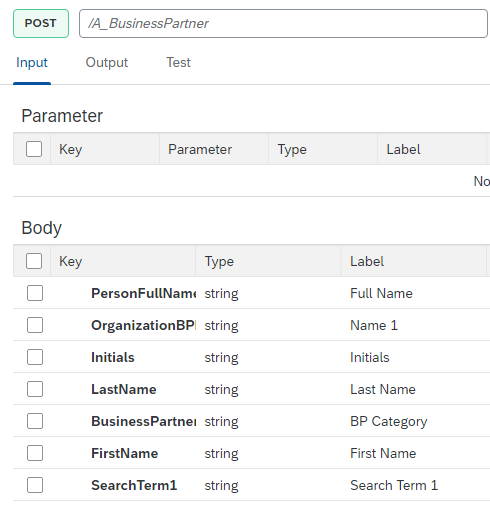 POST /A_BusinessPartner
Input Output Test
Parameter
Key Parameter Type Label
No
Body
Key Type Label
PersonFullName string Full Name
OrganizationBP string Name 1
Initials string Initials
LastName string Last Name
BusinessPartner string BP Category
FirstName string First Name
SearchTerm1 string Search Term 1